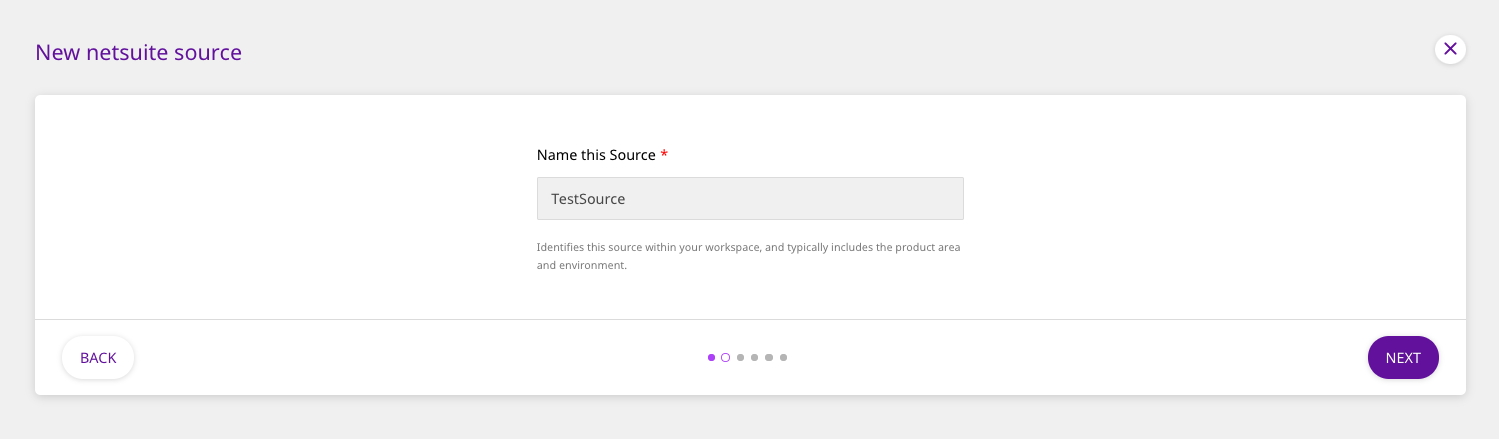 New netsuite source
Name this Source *
TestSource
Identifies this source within your workspace, and typically includes the product area
and environment.
BACK
NEXT